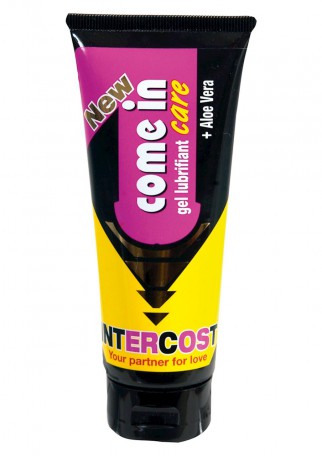 New
come in
gel lubrifiant care
+ Aloe Vera
INTERCOST
Your partner for love